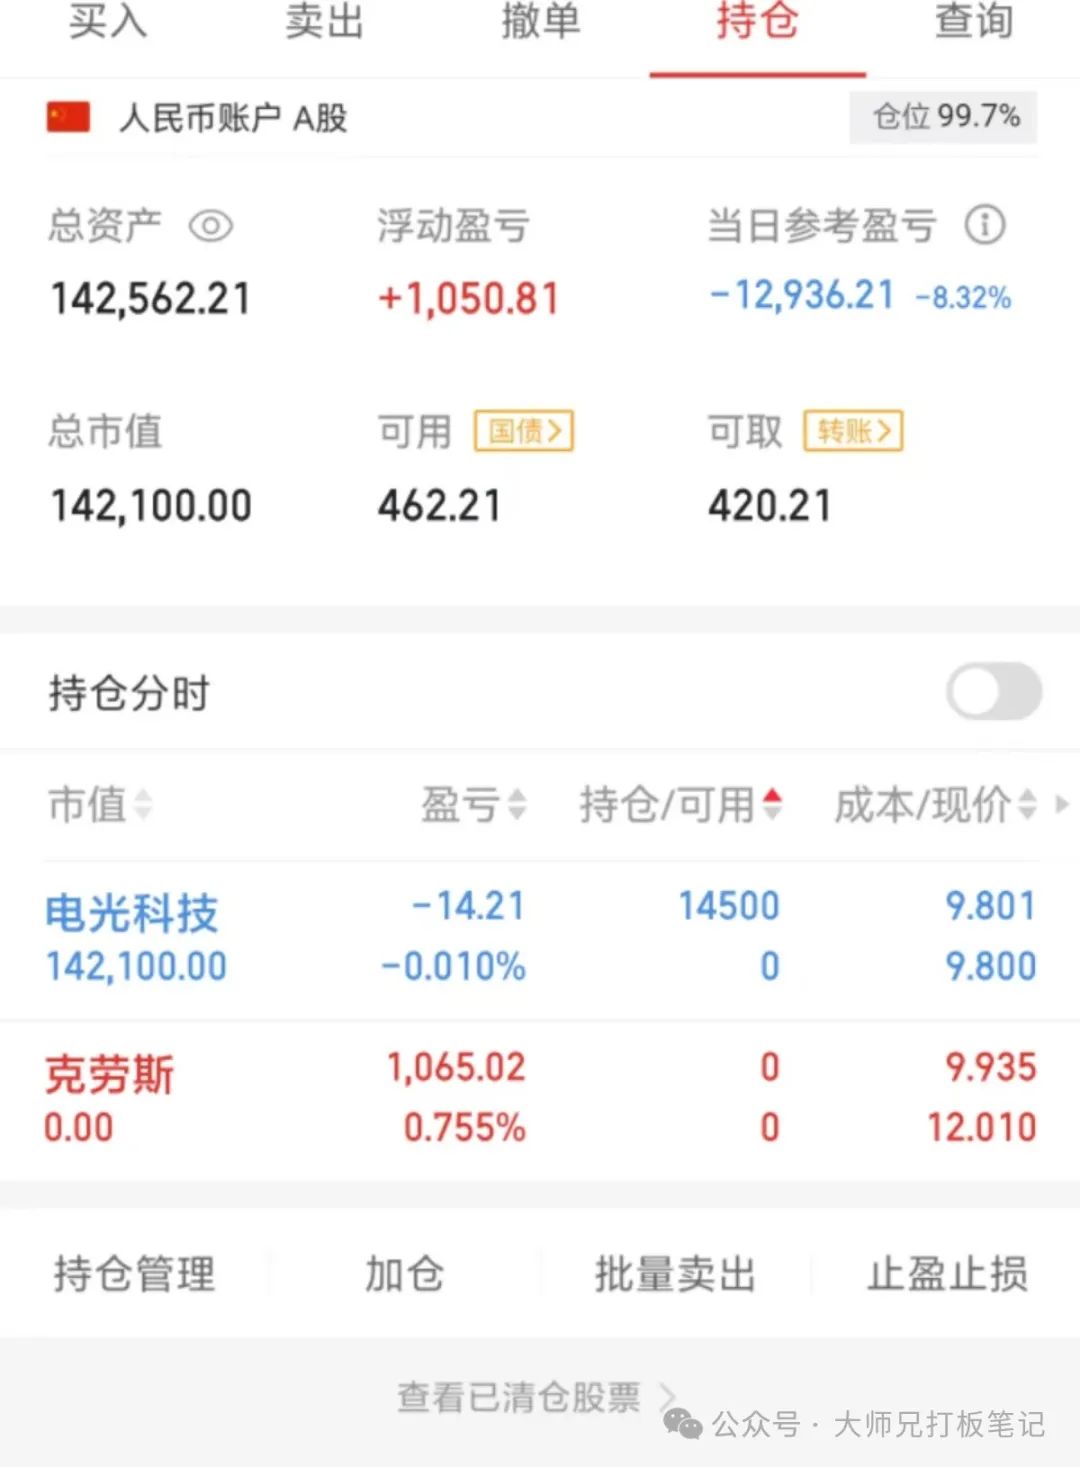 买入 卖出 撤单 持仓 查询
人民币账户 A股 仓位 99.7%
总资产 浮动盈亏 当日参考盈亏
142,562.21 +1,050.81 -12,936.21 -8.32%
总市值 可用 国债> 可取 转账>
142,100.00 462.21 420.21
持仓分时
市值 盈亏 持仓/可用 成本/现价
电光科技 -14.21 14500 9.801
142,100.00 -0.010% 0 9.800
克劳斯 1,065.02 0 9.935
0.00 0.755% 0 12.010
持仓管理 加仓 批量卖出 止盈止损
查看已清仓股票 >
公众号 · 大师兄打板笔记